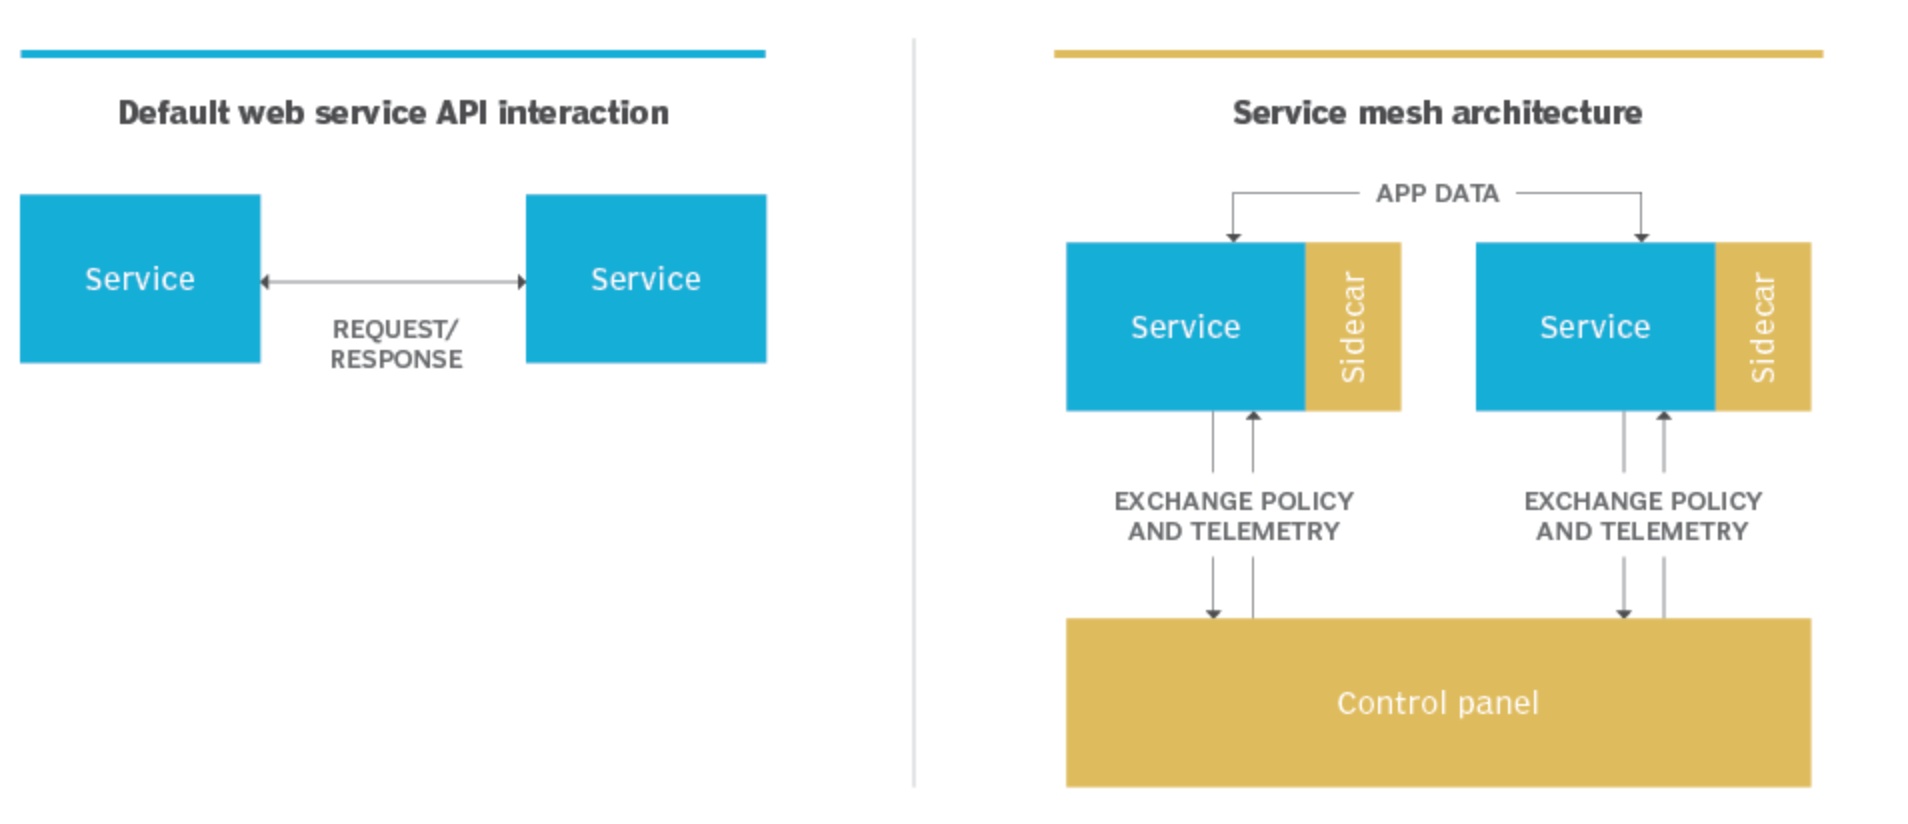 Default web service API interaction
Service
Service
REQUEST/
RESPONSE
Service mesh architecture
APP DATA
Service
Sidecar
Service
Sidecar
EXCHANGE POLICY
AND TELEMETRY
EXCHANGE POLICY
AND TELEMETRY
Control panel